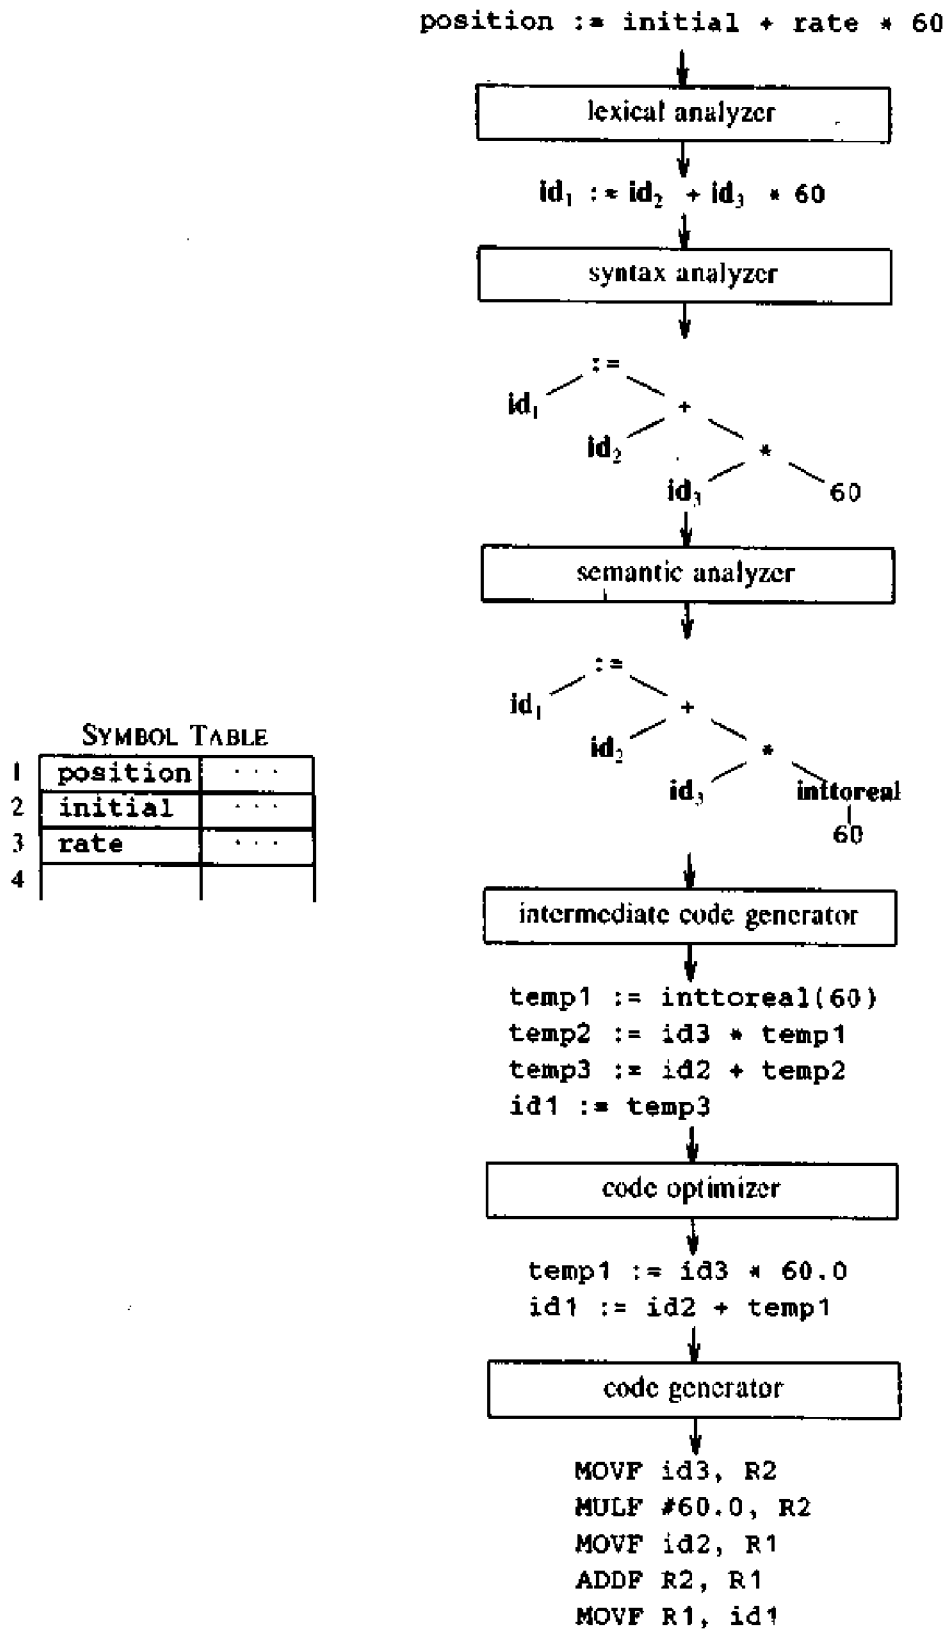 position := initial + rate * 60
lexical analyzer
id₁ := id₂ + id₃ * 60
syntax analyzer
:=
id₁ +
id₂ *
id₃ 60
semantic analyzer
:=
id₁ +
id₂ *
id₃ inttoreal
60
SYMBOL TABLE
1 position ...
2 initial ...
3 rate ...
4
intermediate code generator
temp1 := inttoreal(60)
temp2 := id3 * temp1
temp3 := id2 + temp2
id1 := temp3
code optimizer
temp1 := id3 * 60.0
id1 := id2 + temp1
code generator
MOVF id3, R2
MULF #60.0, R2
MOVF id2, R1
ADDF R2, R1
MOVF R1, id1